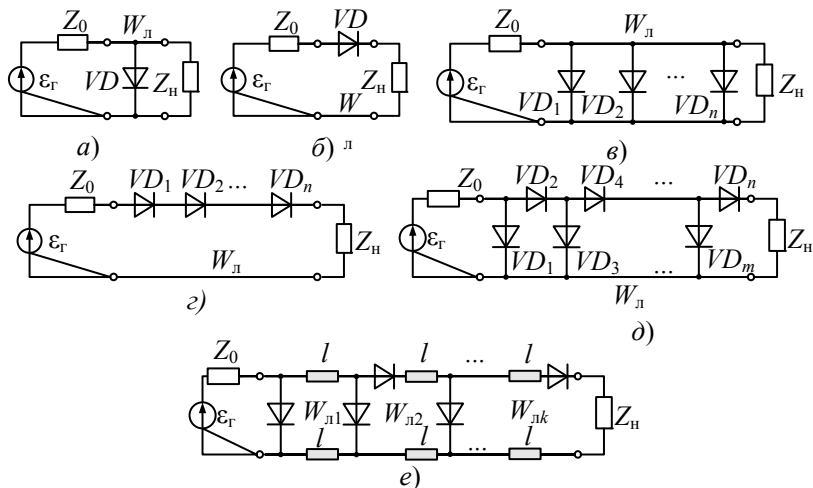 Z₀ Wл
εг VD Zн
а)
Z₀ VD
εг Wл Zн
б)
Z₀ Wл
εг VD₁ VD₂ ... VDn Zн
в)
Z₀ VD₁ VD₂ ... VDn
εг Wл Zн
г)
Z₀ VD₂ VD₄ ... VDn
εг VD₁ VD₃ ... VDm Zн
Wл
д)
Z₀ l l ... l
εг Wл1 Wл2 Wлk Zн
l l ... l
е)